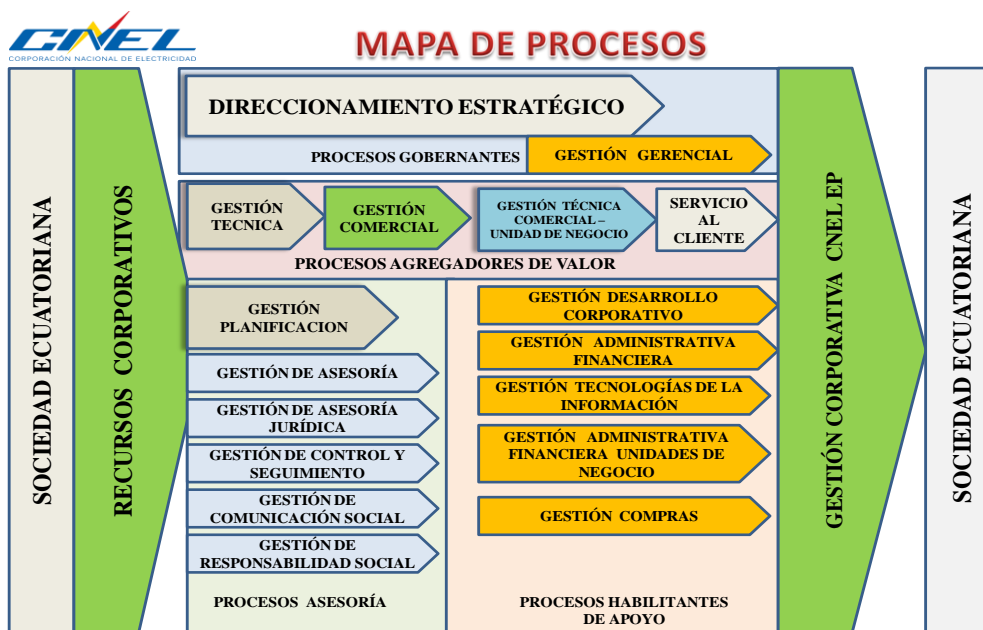 CNEL
CORPORACIÓN NACIONAL DE ELECTRICIDAD
MAPA DE PROCESOS
SOCIEDAD ECUATORIANA
RECURSOS CORPORATIVOS
DIRECCIONAMIENTO ESTRATÉGICO
PROCESOS GOBERNANTES
GESTIÓN GERENCIAL
GESTIÓN
TECNICA
GESTIÓN
COMERCIAL
GESTIÓN TÉCNICA
COMERCIAL –
UNIDAD DE NEGOCIO
SERVICIO
AL
CLIENTE
PROCESOS AGREGADORES DE VALOR
GESTIÓN
PLANIFICACION
GESTIÓN DE ASESORÍA
GESTIÓN DE ASESORÍA
JURÍDICA
GESTIÓN DE CONTROL Y
SEGUIMIENTO
GESTIÓN DE
COMUNICACIÓN SOCIAL
GESTIÓN DE
RESPONSABILIDAD SOCIAL
PROCESOS ASESORÍA
GESTIÓN DESARROLLO
CORPORATIVO
GESTIÓN ADMINISTRATIVA
FINANCIERA
GESTIÓN TECNOLOGÍAS DE LA
INFORMACIÓN
GESTIÓN ADMINISTRATIVA
FINANCIERA UNIDADES DE
NEGOCIO
GESTIÓN COMPRAS
PROCESOS HABILITANTES
DE APOYO
GESTIÓN CORPORATIVA CNEL EP
SOCIEDAD ECUATORIANA